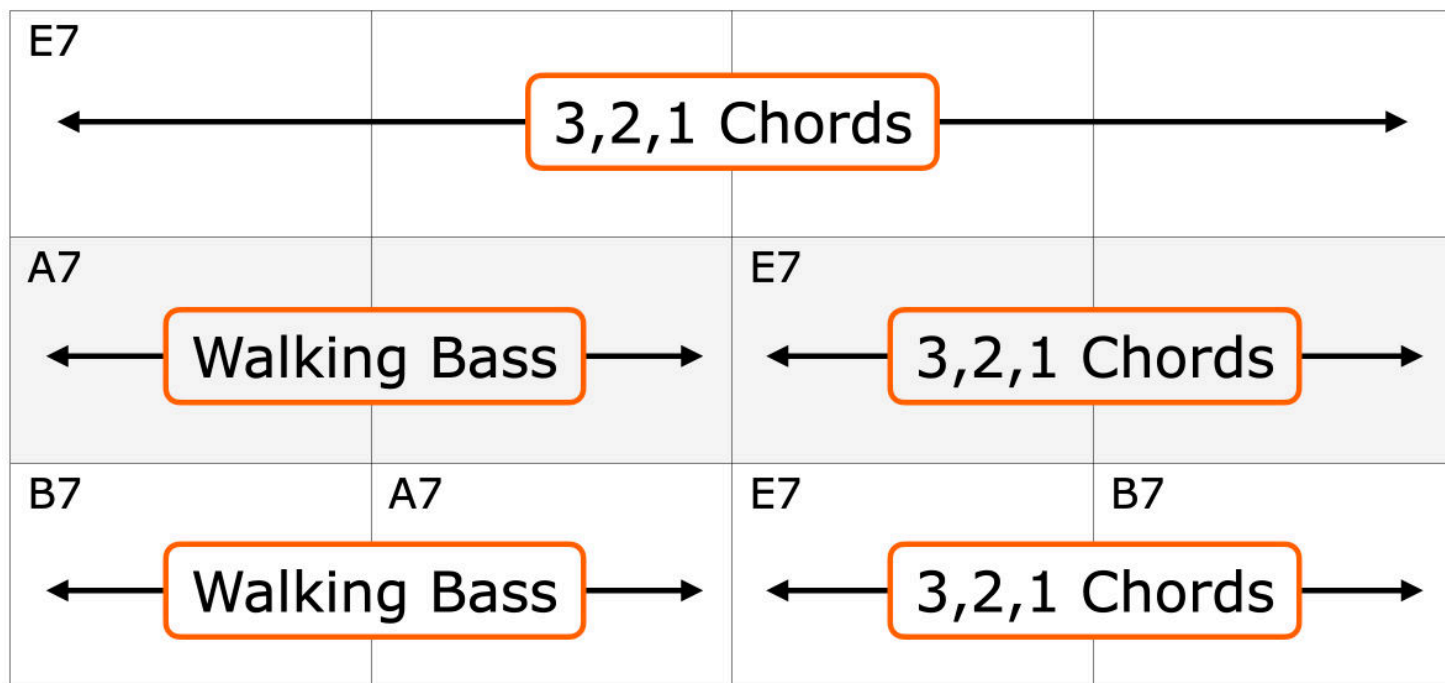 E7
3,2,1 Chords
A7 E7
Walking Bass 3,2,1 Chords
B7 A7 E7 B7
Walking Bass 3,2,1 Chords